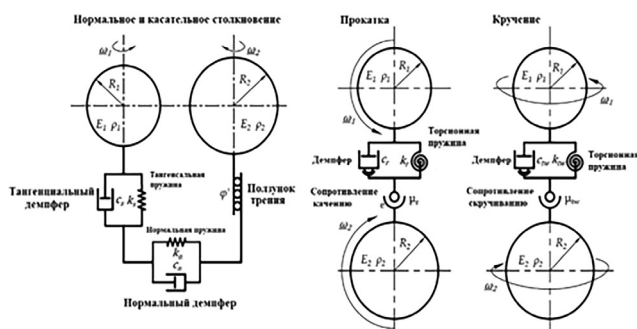 Нормальное и касательное столкновение
Прокатка
Кручение
ω1
ω2
R1
R2
E1 ρ1
E2 ρ2
Тангенциальный
демпфер
cs ks
Тангенсальная
пружина
φ'
Ползунок
трения
Нормальная пружина
kn
cn
Нормальный демпфер
R1
E1 ρ1
ω1
Торсионная
пружина
Демпфер
cr
kr
Сопротивление
качению
e
μr
ω2
R2
E2 ρ2
R1
E1 ρ1
ω1
Торсионная
пружина
Демпфер
ctw
ktw
Сопротивление
скручиванию
μtw
R2
E2 ρ2
ω2